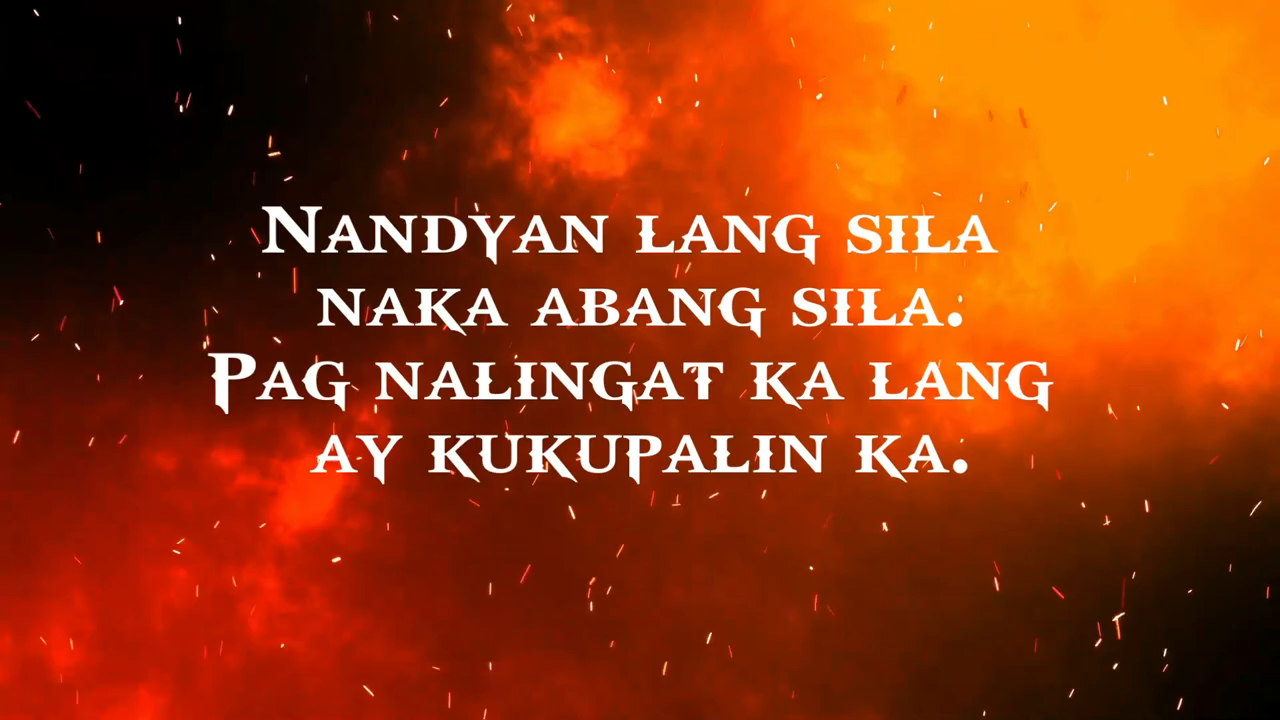 Nandyan lang sila
naka abang sila.
Pag nalingat ka lang
ay kukupalin ka.